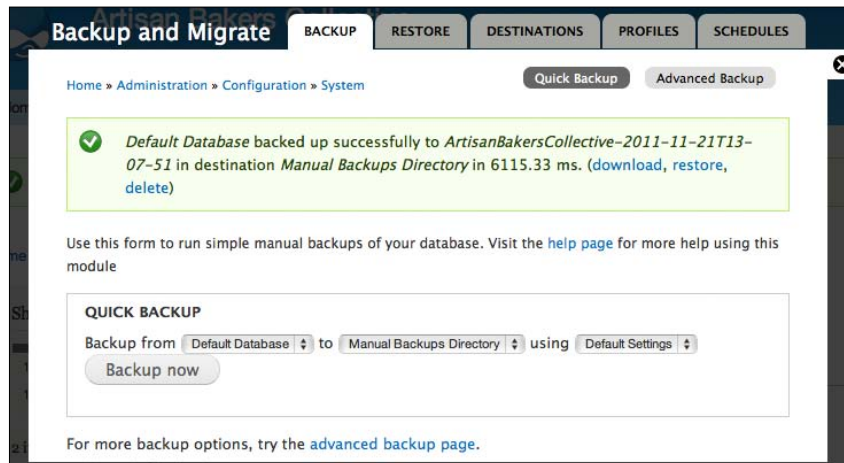 Artisan Bakers Collective
Backup and Migrate
BACKUP
RESTORE
DESTINATIONS
PROFILES
SCHEDULES
Home » Administration » Configuration » System
Quick Backup
Advanced Backup
Default Database backed up successfully to ArtisanBakersCollective-2011-11-21T13-
07-51 in destination Manual Backups Directory in 6115.33 ms. (download, restore,
delete)
Use this form to run simple manual backups of your database. Visit the help page for more help using this
module
QUICK BACKUP
Backup from Default Database to Manual Backups Directory using Default Settings
Backup now
For more backup options, try the advanced backup page.